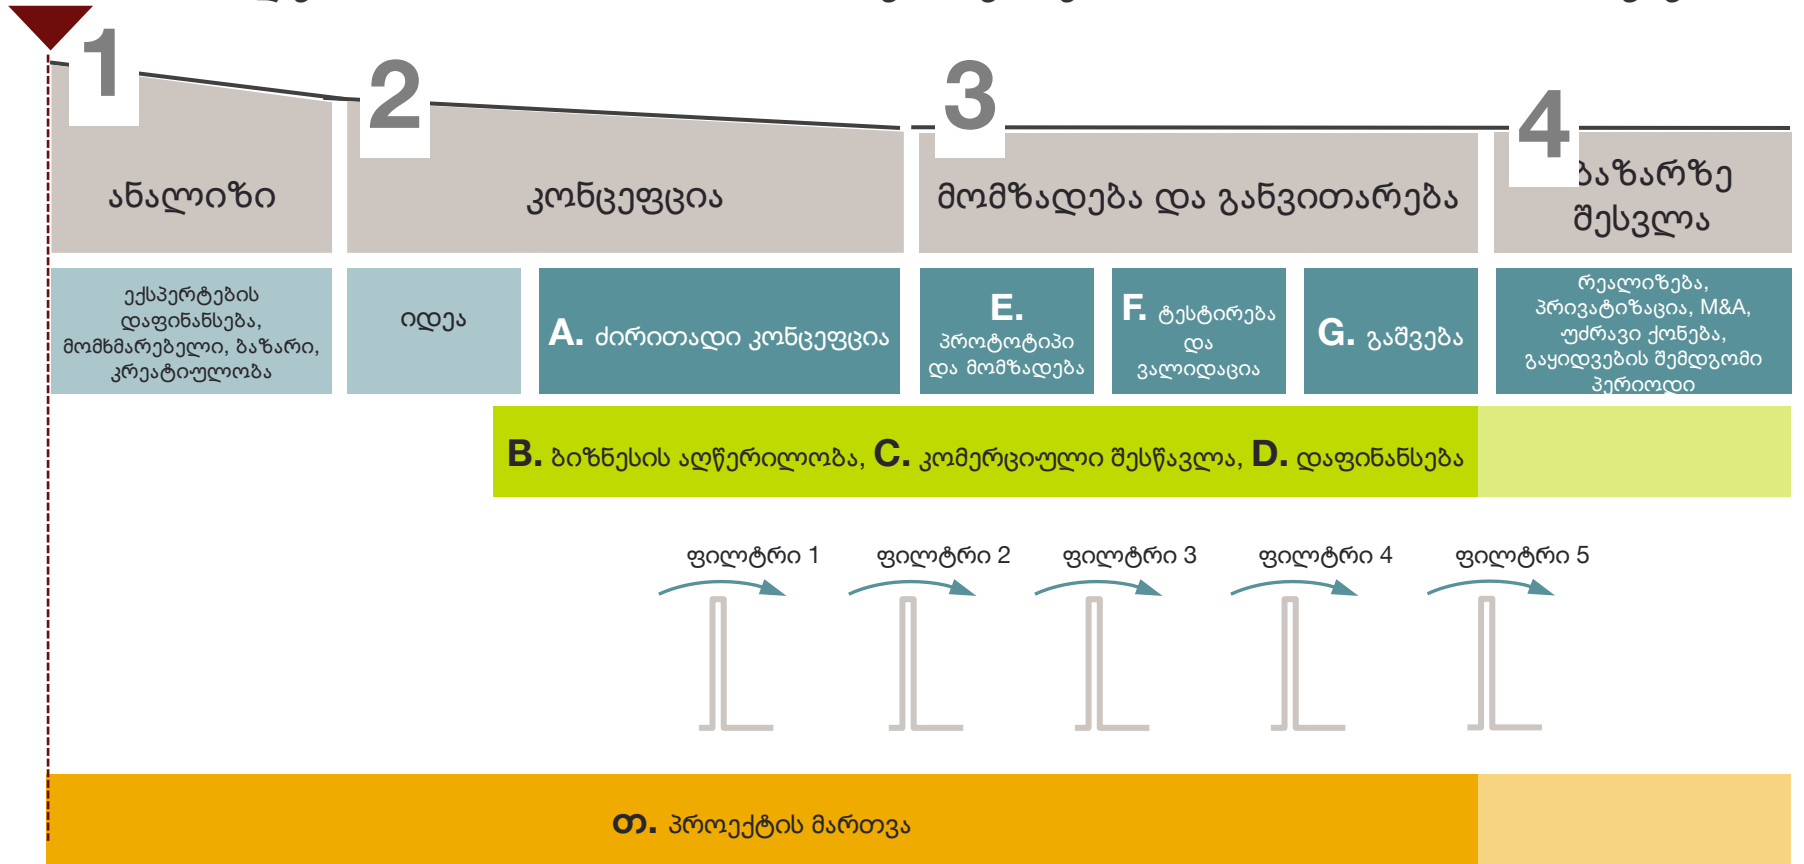 1
2
3
4
ანალიზი
კონცეფცია
მომზადება და განვითარება
ბაზარზე
შესვლა
ექსპერტების
დაფინანსება,
მომხმარებელი, ბაზარი,
კრეატიულობა
იდეა
A. ძირითადი კონცეფცია
E.
პროტოტიპი
და მომზადება
F. ტესტირება
და
ვალიდაცია
G. გაშვება
რეალიზება,
პრივატიზაცია, M&A,
უძრავი ქონება,
გაყიდვების შემდგომი
პერიოდი
B. ბიზნესის აღწერილობა, C. კომერციული შესწავლა, D. დაფინანსება
ფილტრი 1
ფილტრი 2
ფილტრი 3
ფილტრი 4
ფილტრი 5
თ. პროექტის მართვა